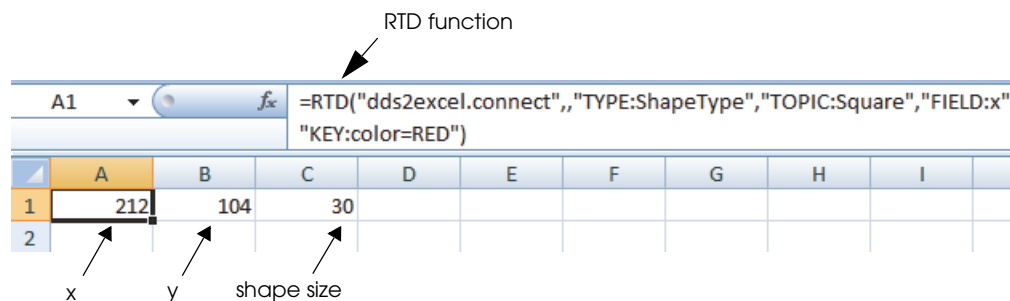 RTD function
A1 fx =RTD("dds2excel.connect",,"TYPE:ShapeType","TOPIC:Square","FIELD:x"
"KEY:color=RED")
A B C D E F G H I
1 212 104 30
2
x y shape size